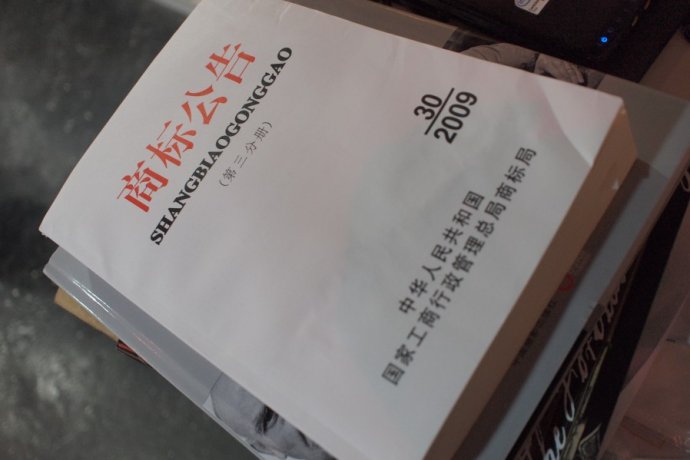 商标公告
SHANGBIAOGONGGAO
(第三分册)
30
2009
中华人民共和国
国家工商行政管理总局商标局